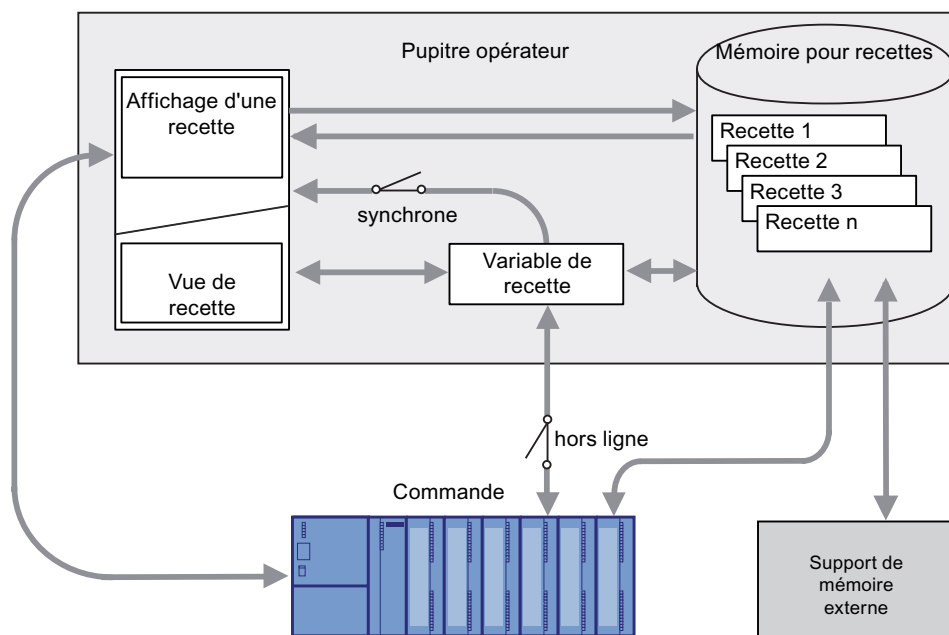 Pupitre opérateur
Mémoire pour recettes
Affichage d'une
recette
Recette 1
Recette 2
Recette 3
Recette n
synchrone
Variable de
recette
Vue de
recette
hors ligne
Commande
Support de
mémoire
externe